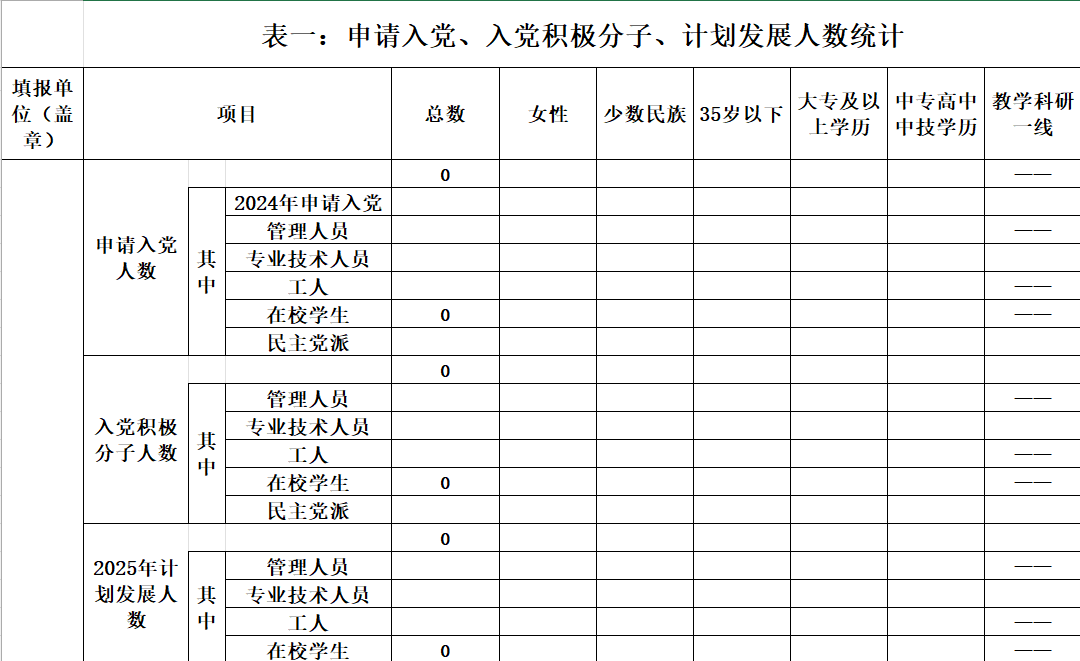 表一：申请入党、入党积极分子、计划发展人数统计
填报单
位（盖
章）
项目
总数
女性
少数民族
35岁以下
大专及以
上学历
中专高中
中技学历
教学科研
一线
申请入党
人数
0
——
其
中
2024年申请入党
管理人员
——
专业技术人员
工人
——
在校学生
0
——
民主党派
入党积极
分子人数
0
其
中
管理人员
——
专业技术人员
工人
——
在校学生
0
——
民主党派
2025年计
划发展人
数
0
其
中
管理人员
——
专业技术人员
工人
——
在校学生
0
——